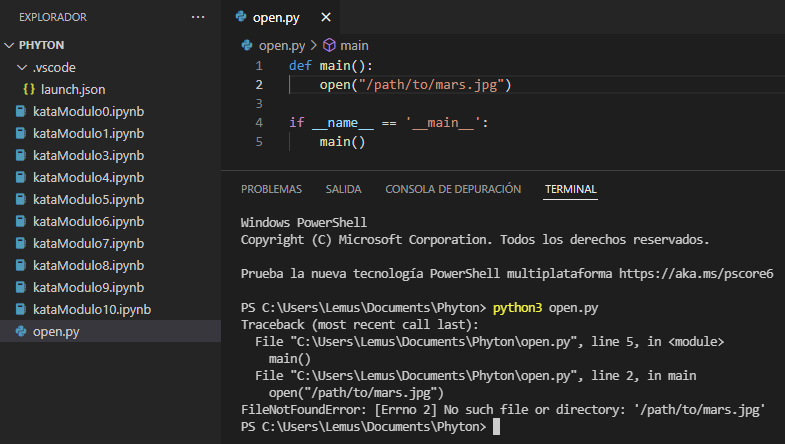 EXPLORADOR ···
PHYTON
.vscode
{} launch.json
kataModulo0.ipynb
kataModulo1.ipynb
kataModulo3.ipynb
kataModulo4.ipynb
kataModulo5.ipynb
kataModulo6.ipynb
kataModulo7.ipynb
kataModulo8.ipynb
kataModulo9.ipynb
kataModulo10.ipynb
open.py
open.py ×
open.py > main
1 def main():
2     open("/path/to/mars.jpg")
3
4 if __name__ == '__main__':
5     main()
PROBLEMAS SALIDA CONSOLA DE DEPURACIÓN TERMINAL
Windows PowerShell
Copyright (C) Microsoft Corporation. Todos los derechos reservados.
Prueba la nueva tecnología PowerShell multiplataforma https://aka.ms/pscore6
PS C:\Users\Lemus\Documents\Phyton> python3 open.py
Traceback (most recent call last):
  File "C:\Users\Lemus\Documents\Phyton\open.py", line 5, in <module>
    main()
  File "C:\Users\Lemus\Documents\Phyton\open.py", line 2, in main
    open("/path/to/mars.jpg")
FileNotFoundError: [Errno 2] No such file or directory: '/path/to/mars.jpg'
PS C:\Users\Lemus\Documents\Phyton>